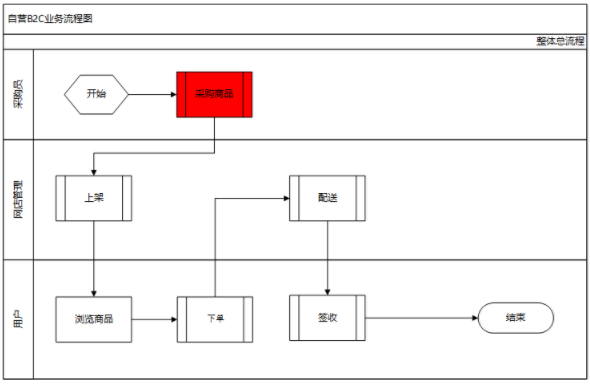 自营B2C业务流程图
整体总流程
采购员
开始
采购商品
网店管理
上架
配送
用户
浏览商品
下单
签收
结束